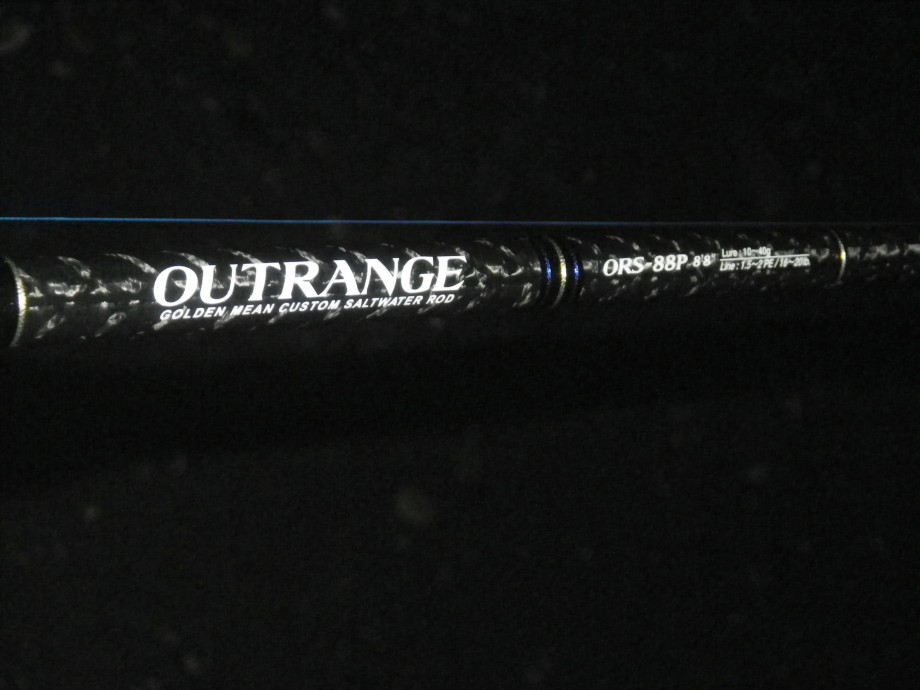 OUTRANGE
GOLDEN MEAN CUSTOM SALTWATER ROD
ORS-88P 8'8"
Lure : 10~40g
Line : 1.5~2 PE / 16~20lb